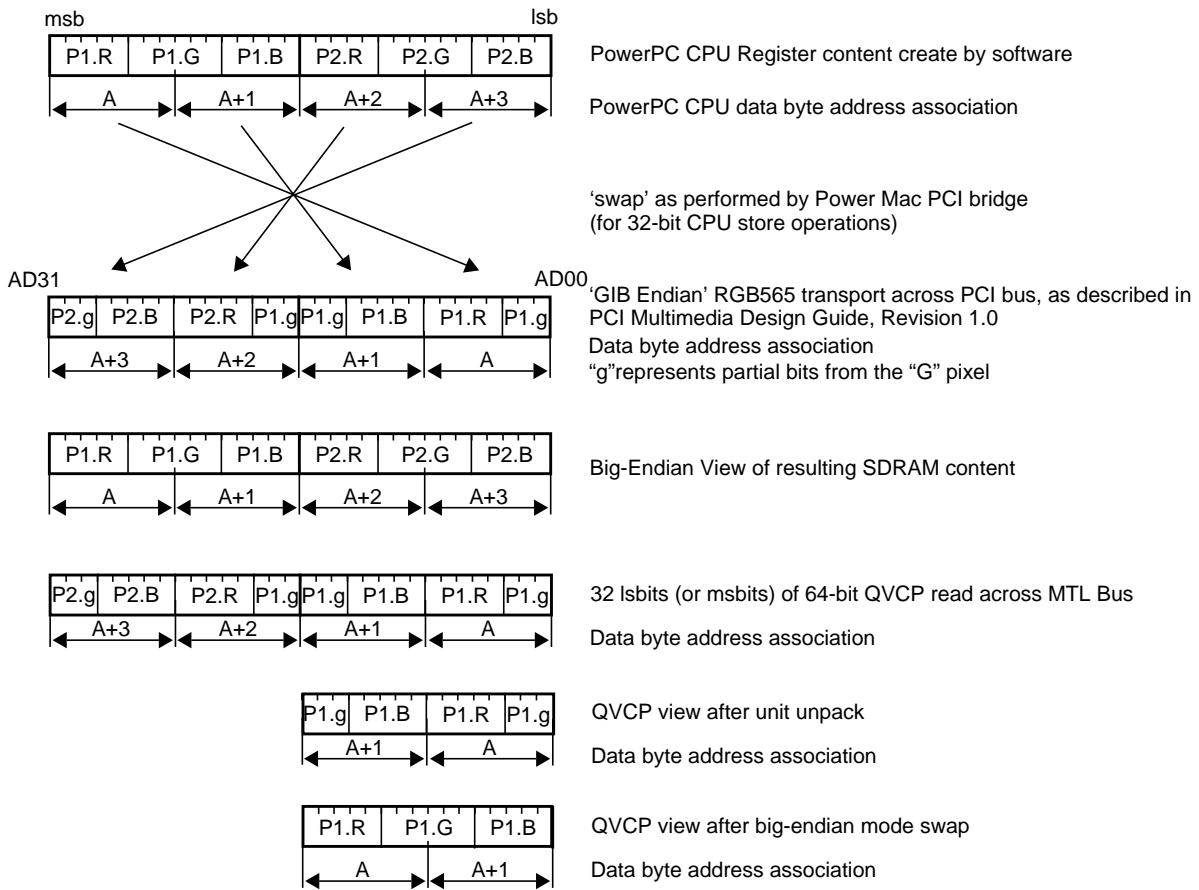 msb lsb
P1.R P1.G P1.B P2.R P2.G P2.B PowerPC CPU Register content create by software
A A+1 A+2 A+3 PowerPC CPU data byte address association
‘swap’ as performed by Power Mac PCI bridge
(for 32-bit CPU store operations)
AD31 AD00
P2.g P2.B P2.R P1.g P1.g P1.B P1.R P1.g ‘GIB Endian’ RGB565 transport across PCI bus, as described in
PCI Multimedia Design Guide, Revision 1.0
A+3 A+2 A+1 A Data byte address association
“g”represents partial bits from the “G” pixel
P1.R P1.G P1.B P2.R P2.G P2.B Big-Endian View of resulting SDRAM content
A A+1 A+2 A+3
P2.g P2.B P2.R P1.g P1.g P1.B P1.R P1.g 32 lsbits (or msbits) of 64-bit QVCP read across MTL Bus
A+3 A+2 A+1 A Data byte address association
P1.g P1.B P1.R P1.g QVCP view after unit unpack
A+1 A Data byte address association
P1.R P1.G P1.B QVCP view after big-endian mode swap
A A+1 Data byte address association